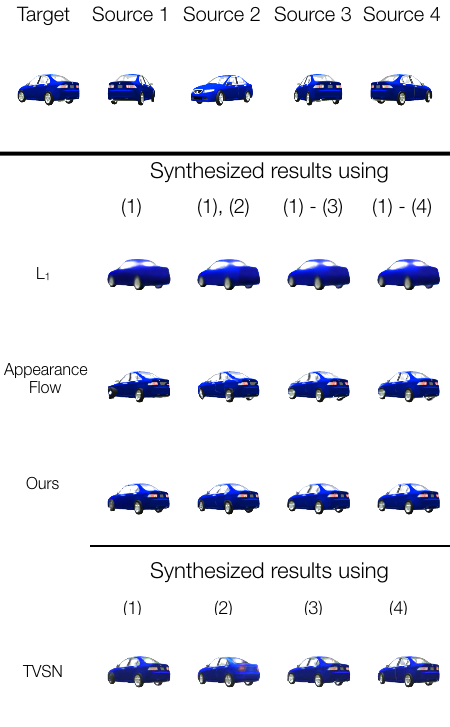 Target Source 1 Source 2 Source 3 Source 4
Synthesized results using
(1) (1), (2) (1) - (3) (1) - (4)
L1
Appearance
Flow
Ours
Synthesized results using
(1) (2) (3) (4)
TVSN